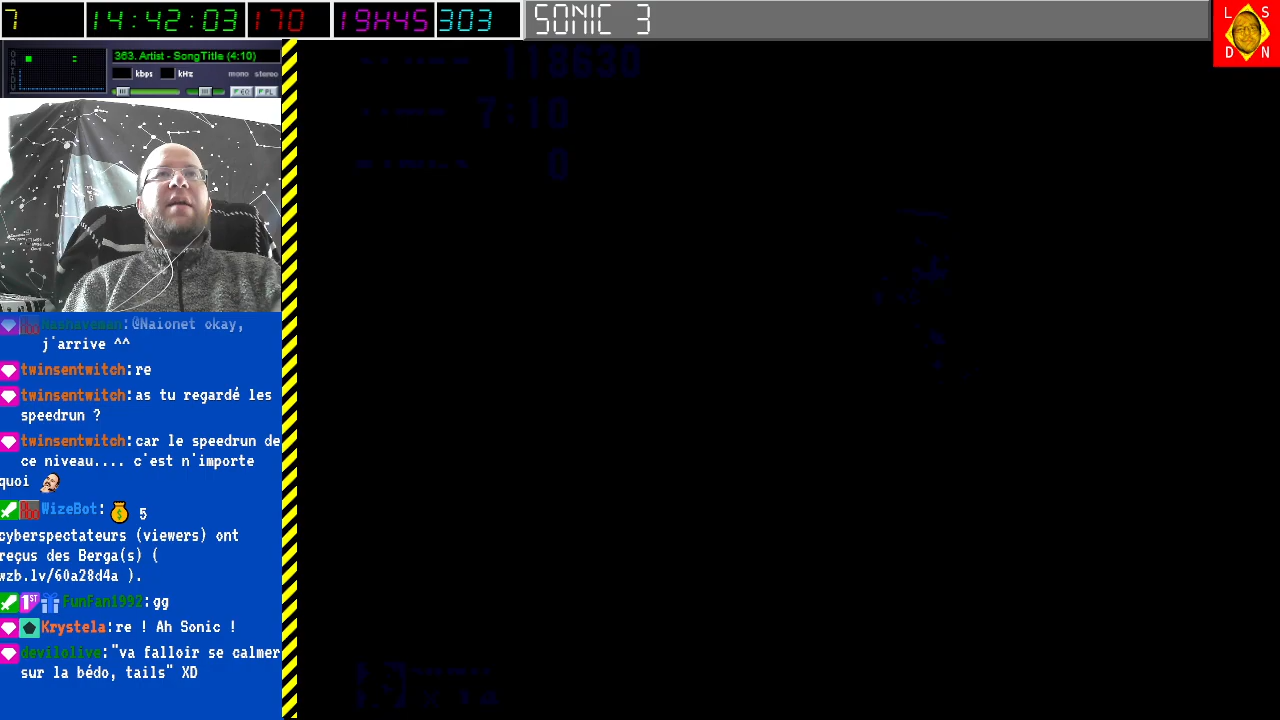 7
14:42:03
170
19H45
303
SONIC 3
L S
D N
363. Artist - SongTitle (4:10)
kbps
kHz
mono stereo
EQ
PL
118630
7:10
0
@Naionet okay,
j'arrive ^^
twinsentwitch: re
twinsentwitch: as tu regardé les
speedrun ?
twinsentwitch: car le speedrun de
ce niveau.... c'est n'importe
quoi
WizeBot: 5
cyberspectateurs (viewers) ont
reçus des Berga(s) (
wzb.lv/60a28d4a ).
1ST FunFan1992: gg
Krystela: re ! Ah Sonic !
devilolive: "va falloir se calmer
sur la bédo, tails" XD